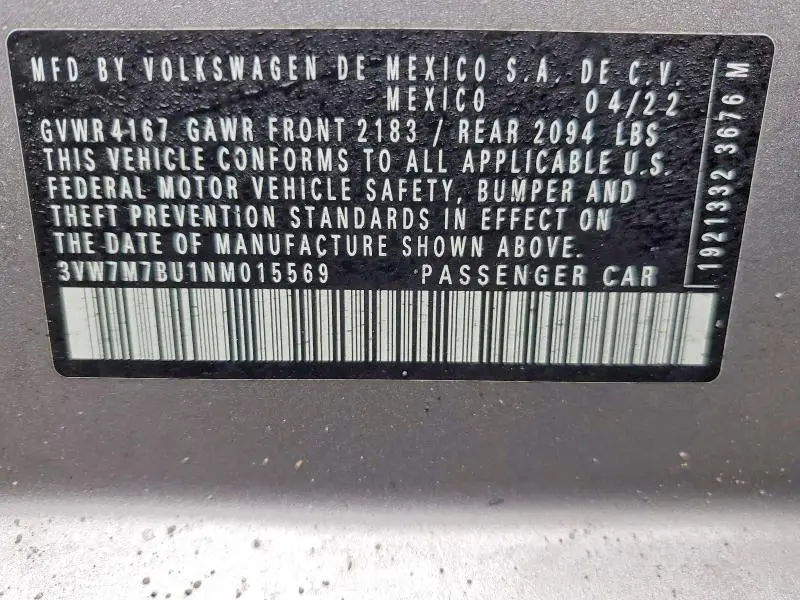 MFD BY VOLKSWAGEN DE MEXICO S.A. DE C.V.
MEXICO 04/22
GVWR 4167 GAWR FRONT 2183 / REAR 2094 LBS
THIS VEHICLE CONFORMS TO ALL APPLICABLE U.S.
FEDERAL MOTOR VEHICLE SAFETY, BUMPER AND
THEFT PREVENTION STANDARDS IN EFFECT ON
THE DATE OF MANUFACTURE SHOWN ABOVE.
3VW7M7BU1NM015569 PASSENGER CAR
1921332 3676 M